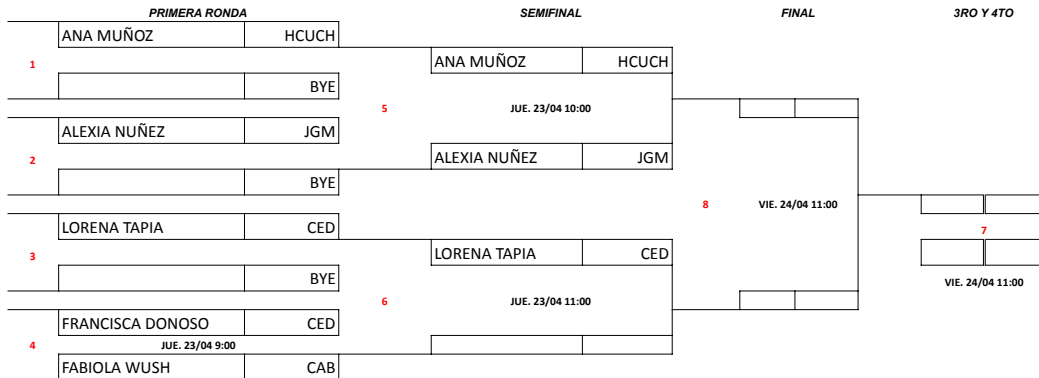 PRIMERA RONDA SEMIFINAL FINAL 3RO Y 4TO
ANA MUÑOZ HCUCH
1
ANA MUÑOZ HCUCH
BYE
5 JUE. 23/04 10:00
ALEXIA NUÑEZ JGM
2
ALEXIA NUÑEZ JGM
BYE
8 VIE. 24/04 11:00
LORENA TAPIA CED
7
3
LORENA TAPIA CED
BYE
VIE. 24/04 11:00
6 JUE. 23/04 11:00
FRANCISCA DONOSO CED
4 JUE. 23/04 9:00
FABIOLA WUSH CAB